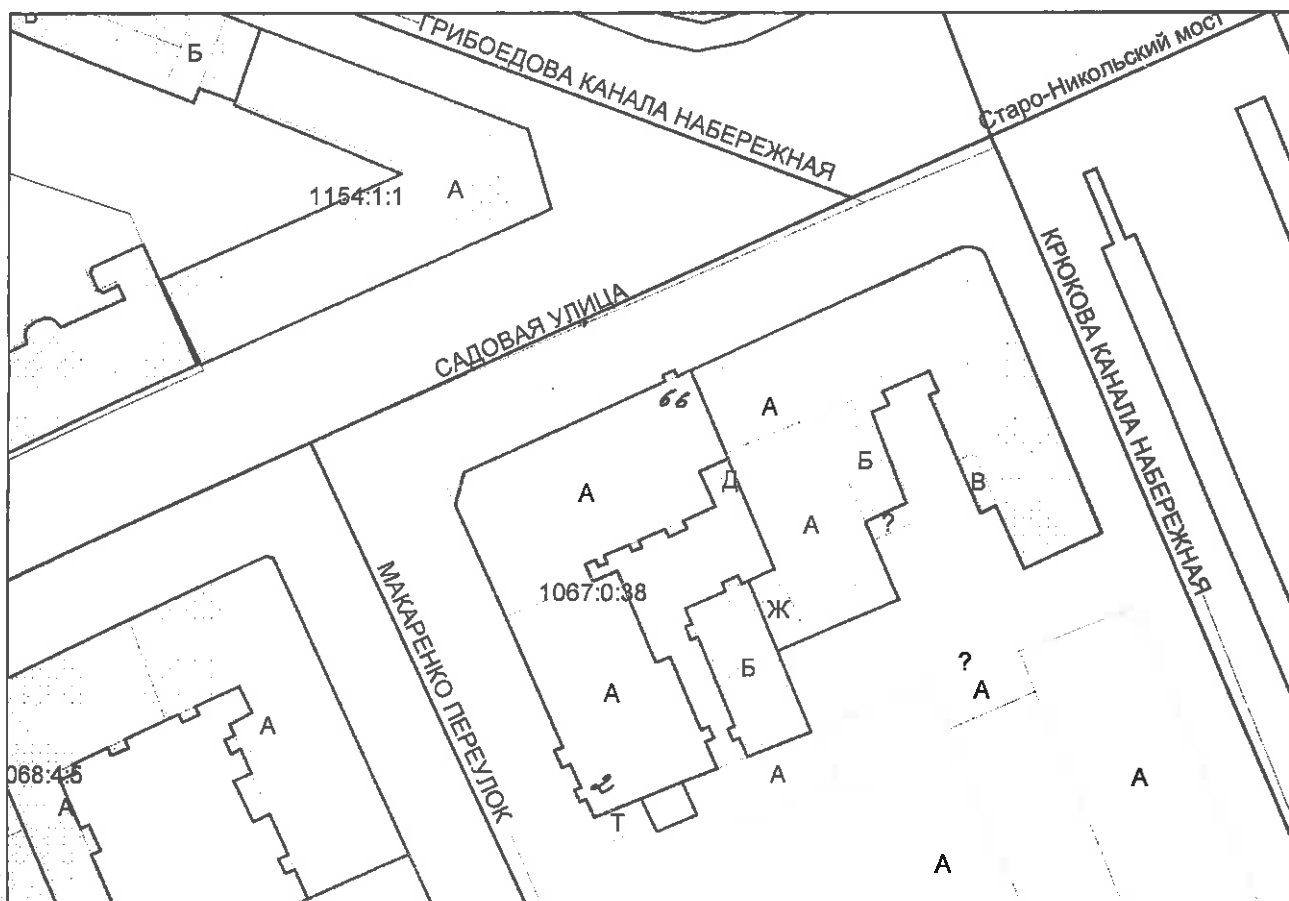 В
Б
ГРИБОЕДОВА КАНАЛА НАБЕРЕЖНАЯ
Старо-Никольский мост
1154:1:1
А
КРЮКОВА КАНАЛА НАБЕРЕЖНАЯ
САДОВАЯ УЛИЦА
66
А
Б
А
Д
В
А
?
МАКАРЕНКО ПЕРЕУЛОК
1067:0:38
Ж
Б
?
А
А
А
068:4:5
А
А
А
2
Т
А